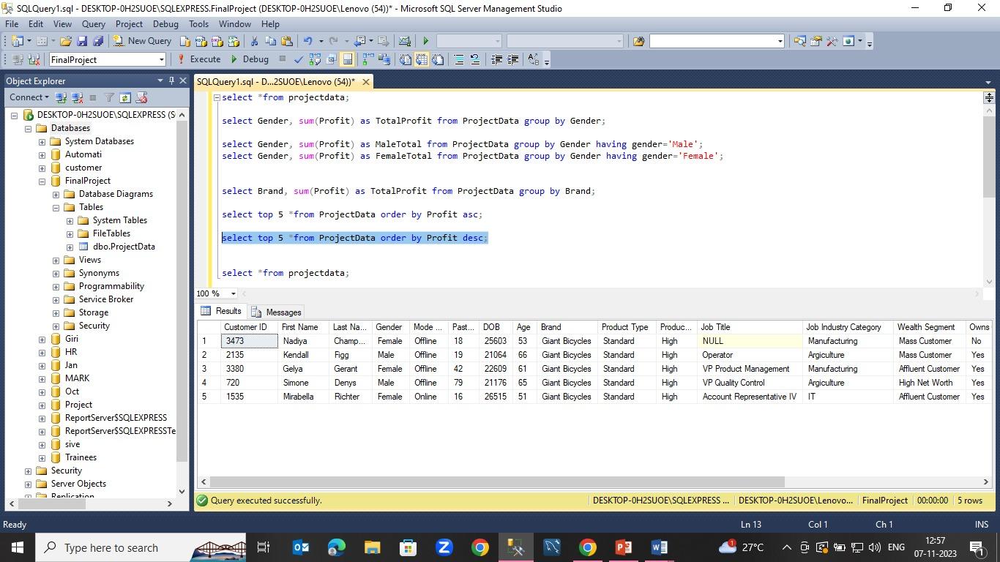 SQLQuery1.sql - DESKTOP-0H2SUOE\SQLEXPRESS.FinalProject (DESKTOP-0H2SUOE\Lenovo (54))* - Microsoft SQL Server Management Studio
File Edit View Query Project Debug Tools Window Help
New Query
FinalProject Execute Debug
Object Explorer
Connect
DESKTOP-0H2SUOE\SQLEXPRESS (S
Databases
System Databases
Automati
customer
FinalProject
Database Diagrams
Tables
System Tables
FileTables
dbo.ProjectData
Views
Synonyms
Programmability
Service Broker
Storage
Security
Giri
HR
Jan
MARK
Oct
Project
ReportServer$SQLEXPRESS
ReportServer$SQLEXPRESSTe
sive
Trainees
Security
Server Objects
Replication
SQLQuery1.sql - D...2SUOE\Lenovo (54))*
select *from projectdata;
select Gender, sum(Profit) as TotalProfit from ProjectData group by Gender;
select Gender, sum(Profit) as MaleTotal from ProjectData group by Gender having gender='Male';
select Gender, sum(Profit) as FemaleTotal from ProjectData group by Gender having gender='Female';
select Brand, sum(Profit) as TotalProfit from ProjectData group by Brand;
select top 5 *from ProjectData order by Profit asc;
select top 5 *from ProjectData order by Profit desc;
select *from projectdata;
100 %
Results Messages
Customer ID First Name Last Na... Gender Mode ... Past... DOB Age Brand Product Type Produc... Job Title Job Industry Category Wealth Segment Owns
1 3473 Nadiya Champ... Female Offline 18 25603 53 Giant Bicycles Standard High NULL Manufacturing Mass Customer No
2 2135 Kendall Figg Male Offline 19 21064 66 Giant Bicycles Standard High Operator Argiculture Mass Customer Yes
3 3380 Gelya Gerant Female Offline 42 22609 61 Giant Bicycles Standard High VP Product Management Manufacturing Affluent Customer Yes
4 720 Simone Denys Male Offline 79 21176 65 Giant Bicycles Standard High VP Quality Control Argiculture High Net Worth Yes
5 1535 Mirabella Richter Female Online 16 26515 51 Giant Bicycles Standard High Account Representative IV IT Affluent Customer Yes
Query executed successfully. DESKTOP-0H2SUOE\SQLEXPRESS ... DESKTOP-0H2SUOE\Lenovo... FinalProject 00:00:00 5 rows
Ready Ln 13 Col 1 Ch 1 INS
Type here to search 27°C ENG 12:57
07-11-2023